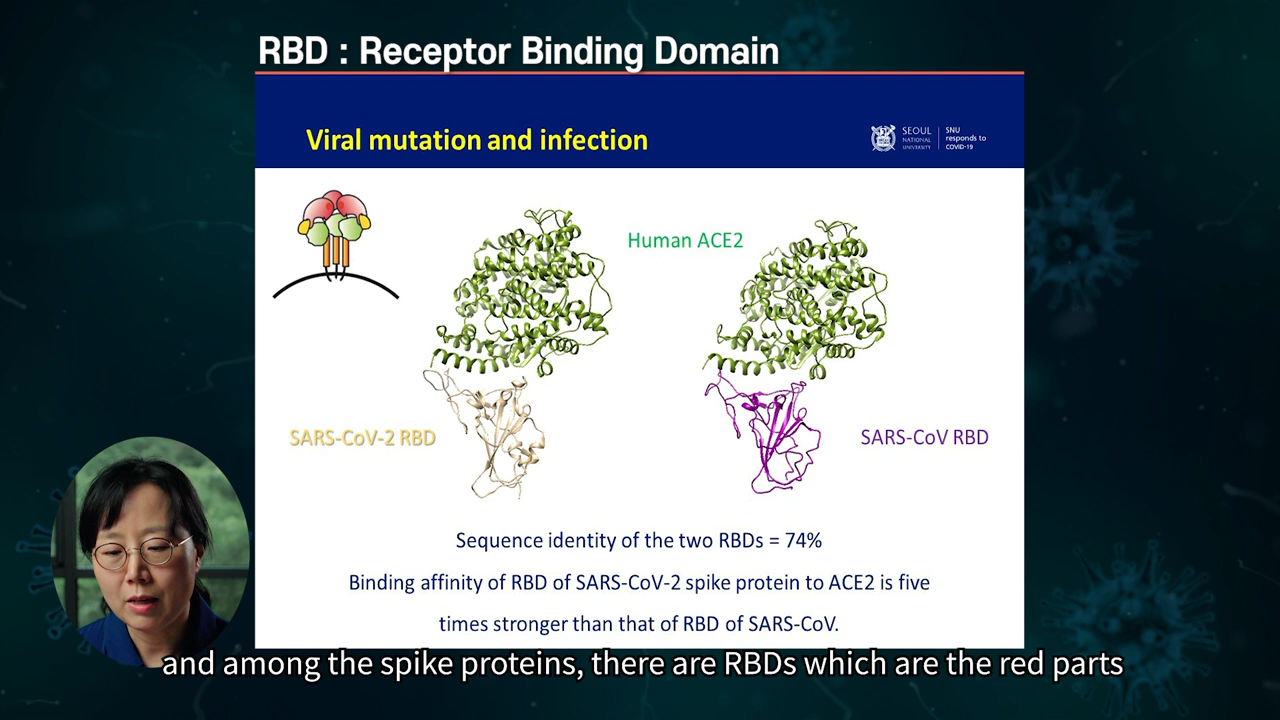 RBD : Receptor Binding Domain
Viral mutation and infection
SEOUL
NATIONAL
UNIVERSITY
SNU
responds to
COVID-19
Human ACE2
SARS-CoV-2 RBD
SARS-CoV RBD
Sequence identity of the two RBDs = 74%
Binding affinity of RBD of SARS-CoV-2 spike protein to ACE2 is five
times stronger than that of RBD of SARS-CoV.
and among the spike proteins, there are RBDs which are the red parts